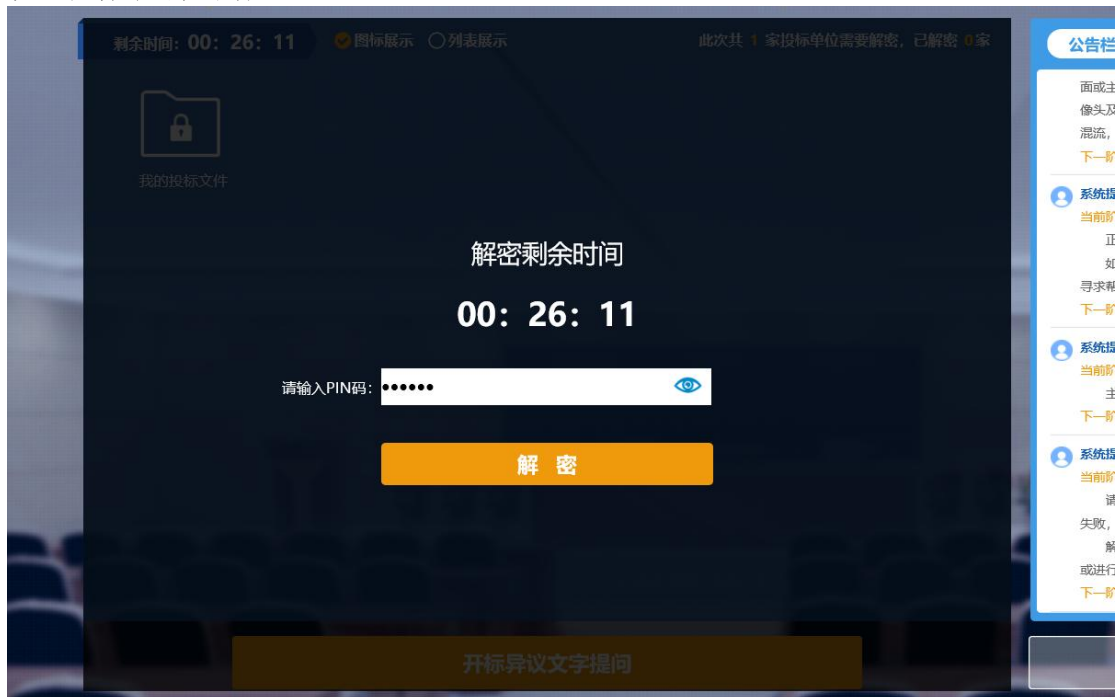 剩余时间：00：26：11 图标展示 列表展示 此次共 1 家投标单位需要解密，已解密 0家
我的投标文件
解密剩余时间
00：26：11
请输入PIN码：••••••
解 密
开标异议文字提问
公告栏
面或主
像头及
混流，
下一阶
系统提
当前阶
正
如
寻求帮
下一阶
系统提
当前阶
主
下一阶
系统提
当前阶
请
失败，
解
或进行
下一阶